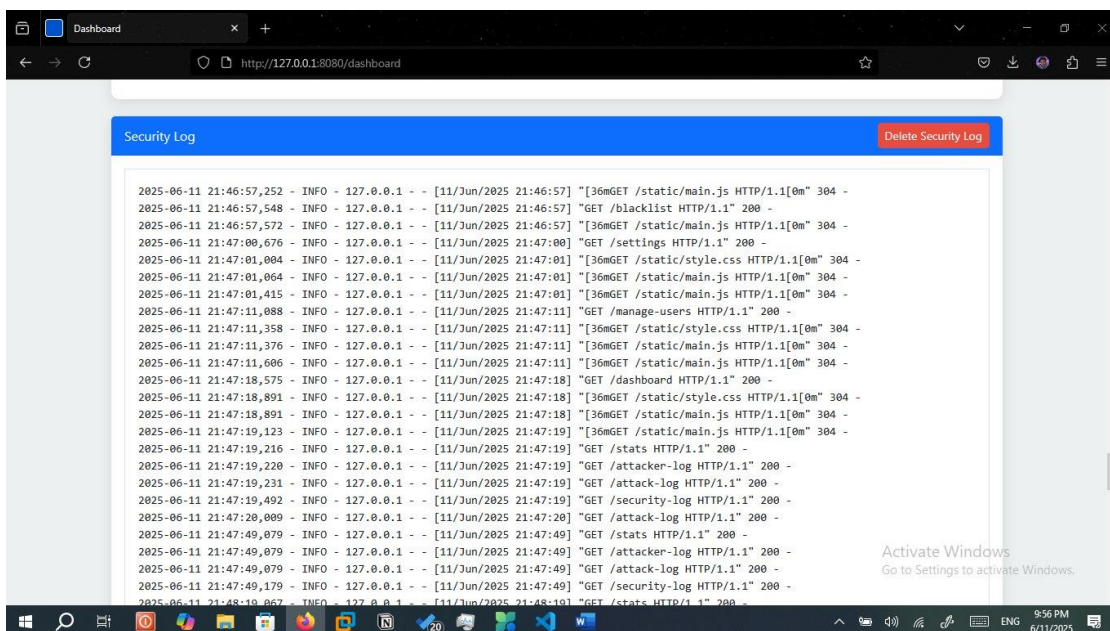 Dashboard
http://127.0.0.1:8080/dashboard
Security Log
Delete Security Log
2025-06-11 21:46:57,252 - INFO - 127.0.0.1 - - [11/Jun/2025 21:46:57] "[36mGET /static/main.js HTTP/1.1[0m" 304 -
2025-06-11 21:46:57,548 - INFO - 127.0.0.1 - - [11/Jun/2025 21:46:57] "GET /blacklist HTTP/1.1" 200 -
2025-06-11 21:46:57,572 - INFO - 127.0.0.1 - - [11/Jun/2025 21:46:57] "[36mGET /static/main.js HTTP/1.1[0m" 304 -
2025-06-11 21:47:00,676 - INFO - 127.0.0.1 - - [11/Jun/2025 21:47:00] "GET /settings HTTP/1.1" 200 -
2025-06-11 21:47:01,004 - INFO - 127.0.0.1 - - [11/Jun/2025 21:47:01] "[36mGET /static/style.css HTTP/1.1[0m" 304 -
2025-06-11 21:47:01,064 - INFO - 127.0.0.1 - - [11/Jun/2025 21:47:01] "[36mGET /static/main.js HTTP/1.1[0m" 304 -
2025-06-11 21:47:01,415 - INFO - 127.0.0.1 - - [11/Jun/2025 21:47:01] "[36mGET /static/main.js HTTP/1.1[0m" 304 -
2025-06-11 21:47:11,088 - INFO - 127.0.0.1 - - [11/Jun/2025 21:47:11] "GET /manage-users HTTP/1.1" 200 -
2025-06-11 21:47:11,358 - INFO - 127.0.0.1 - - [11/Jun/2025 21:47:11] "[36mGET /static/style.css HTTP/1.1[0m" 304 -
2025-06-11 21:47:11,376 - INFO - 127.0.0.1 - - [11/Jun/2025 21:47:11] "[36mGET /static/main.js HTTP/1.1[0m" 304 -
2025-06-11 21:47:11,606 - INFO - 127.0.0.1 - - [11/Jun/2025 21:47:11] "[36mGET /static/main.js HTTP/1.1[0m" 304 -
2025-06-11 21:47:18,575 - INFO - 127.0.0.1 - - [11/Jun/2025 21:47:18] "GET /dashboard HTTP/1.1" 200 -
2025-06-11 21:47:18,891 - INFO - 127.0.0.1 - - [11/Jun/2025 21:47:18] "[36mGET /static/style.css HTTP/1.1[0m" 304 -
2025-06-11 21:47:18,891 - INFO - 127.0.0.1 - - [11/Jun/2025 21:47:18] "[36mGET /static/main.js HTTP/1.1[0m" 304 -
2025-06-11 21:47:19,123 - INFO - 127.0.0.1 - - [11/Jun/2025 21:47:19] "[36mGET /static/main.js HTTP/1.1[0m" 304 -
2025-06-11 21:47:19,216 - INFO - 127.0.0.1 - - [11/Jun/2025 21:47:19] "GET /stats HTTP/1.1" 200 -
2025-06-11 21:47:19,220 - INFO - 127.0.0.1 - - [11/Jun/2025 21:47:19] "GET /attacker-log HTTP/1.1" 200 -
2025-06-11 21:47:19,231 - INFO - 127.0.0.1 - - [11/Jun/2025 21:47:19] "GET /attack-log HTTP/1.1" 200 -
2025-06-11 21:47:19,492 - INFO - 127.0.0.1 - - [11/Jun/2025 21:47:19] "GET /security-log HTTP/1.1" 200 -
2025-06-11 21:47:20,009 - INFO - 127.0.0.1 - - [11/Jun/2025 21:47:20] "GET /attack-log HTTP/1.1" 200 -
2025-06-11 21:47:49,079 - INFO - 127.0.0.1 - - [11/Jun/2025 21:47:49] "GET /stats HTTP/1.1" 200 -
2025-06-11 21:47:49,079 - INFO - 127.0.0.1 - - [11/Jun/2025 21:47:49] "GET /attacker-log HTTP/1.1" 200 -
2025-06-11 21:47:49,079 - INFO - 127.0.0.1 - - [11/Jun/2025 21:47:49] "GET /attack-log HTTP/1.1" 200 -
2025-06-11 21:47:49,179 - INFO - 127.0.0.1 - - [11/Jun/2025 21:47:49] "GET /security-log HTTP/1.1" 200 -
2025-06-11 21:48:19,067 - INFO - 127.0.0.1 - - [11/Jun/2025 21:48:19] "GET /stats HTTP/1.1" 200 -
Activate Windows
Go to Settings to activate Windows.
20
ENG
9:56 PM
6/11/2025